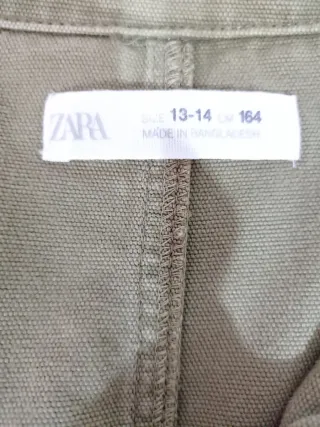 ZARA
SIZE 13-14 CM 164
MADE IN BANGLADESH